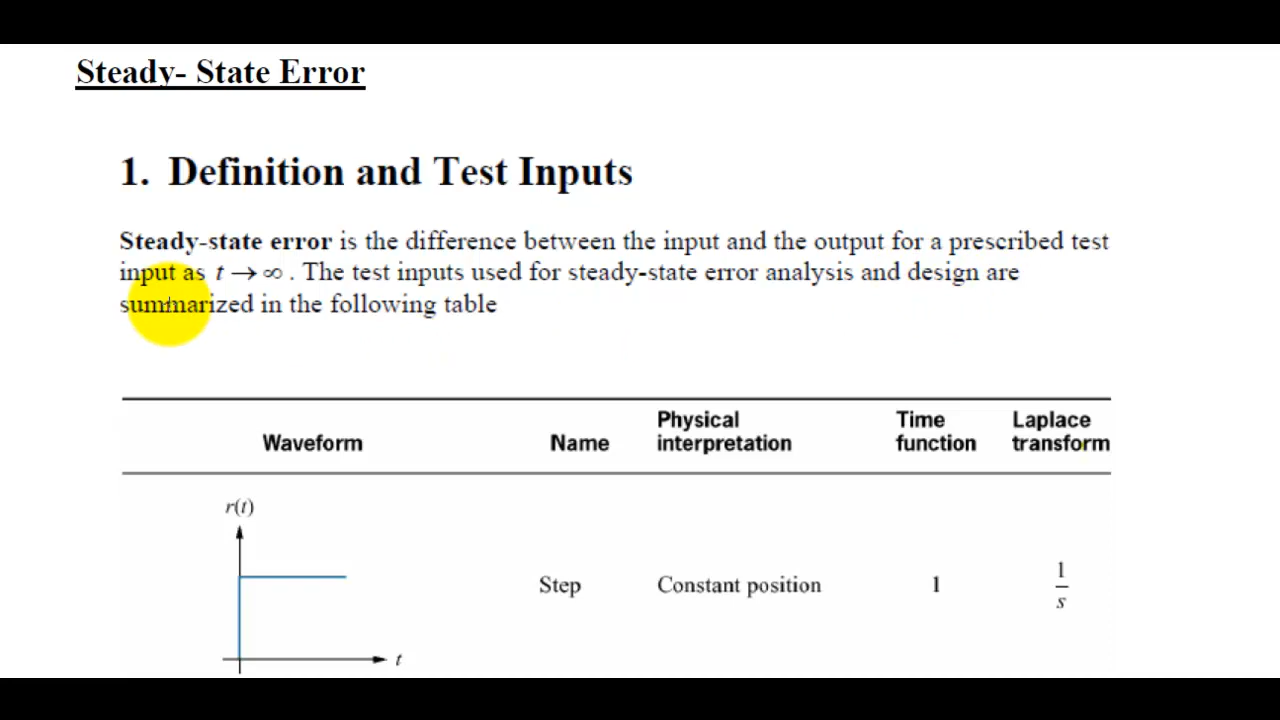 Steady- State Error
1. Definition and Test Inputs
Steady-state error is the difference between the input and the output for a prescribed test
input as t → ∞ . The test inputs used for steady-state error analysis and design are
summarized in the following table
Waveform Name Physical interpretation Time function Laplace transform
r(t)
Step Constant position 1 1/s
t